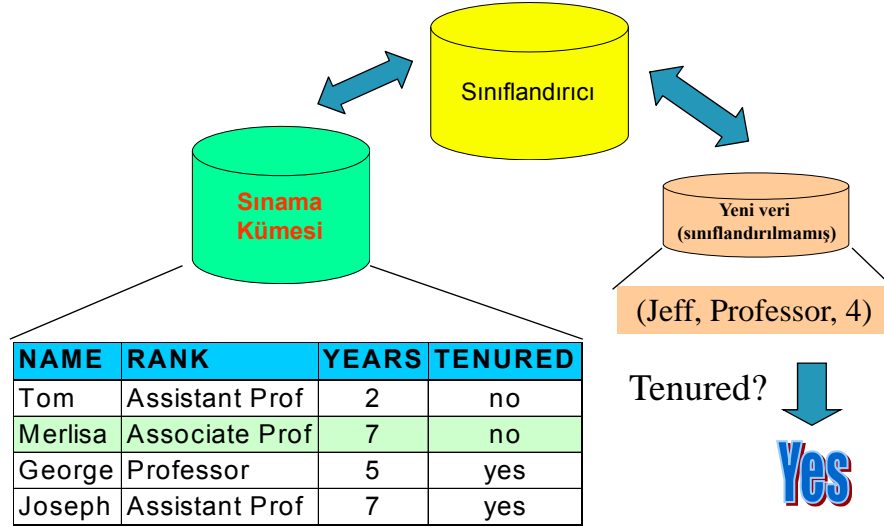 Sınıflandırıcı
Sınama
Kümesi
Yeni veri
(sınıflandırılmamış)
(Jeff, Professor, 4)
NAME RANK YEARS TENURED
Tom Assistant Prof 2 no
Merlisa Associate Prof 7 no
George Professor 5 yes
Joseph Assistant Prof 7 yes
Tenured?
Yes